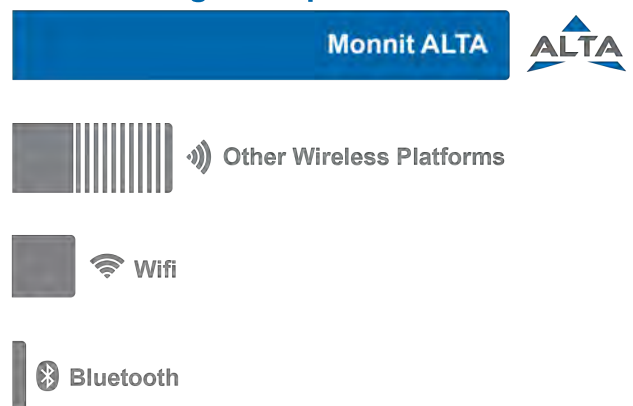 Monnit ALTA
ALTA
Other Wireless Platforms
Wifi
Bluetooth